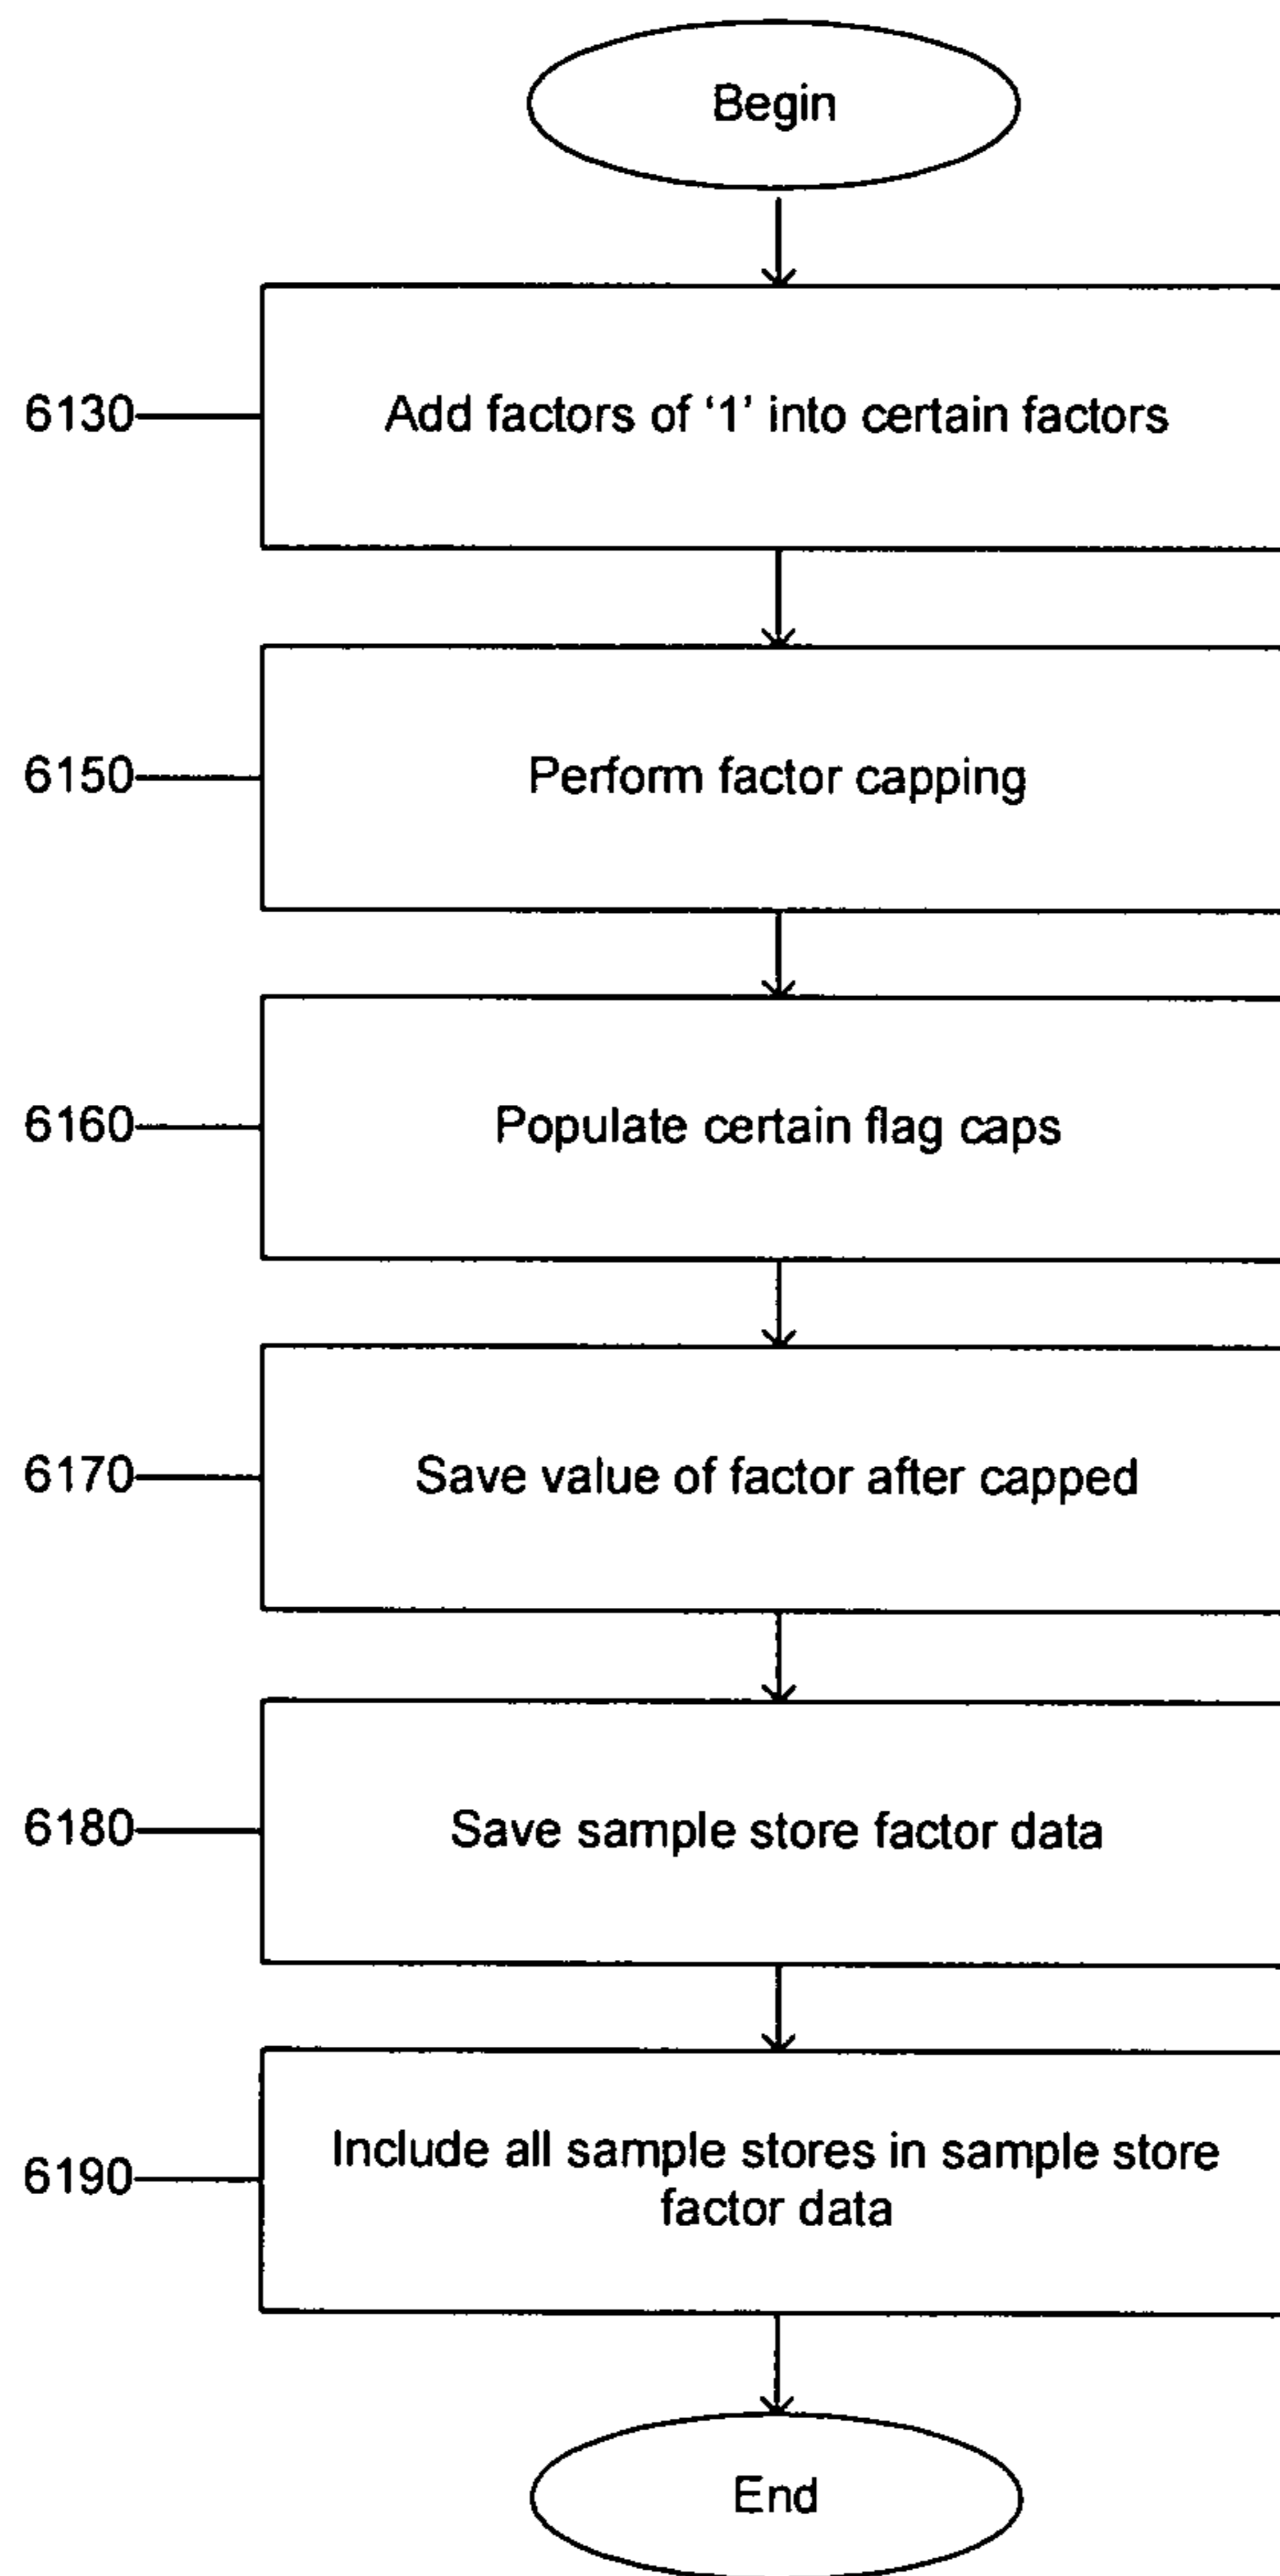 Begin
6130
Add factors of ‘1’ into certain factors
6150
Perform factor capping
6160
Populate certain flag caps
6170
Save value of factor after capped
6180
Save sample store factor data
6190
Include all sample stores in sample store
factor data
End